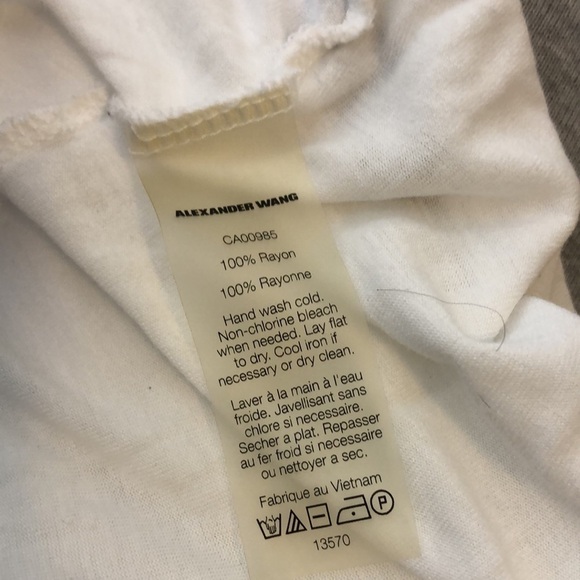 ALEXANDER WANG
CA00985
100% Rayon
100% Rayonne
Hand wash cold.
Non-chlorine bleach
when needed. Lay flat
to dry. Cool iron if
necessary or dry clean.
Laver à la main à l'eau
froide. Javellisant sans
chlore si necessaire.
Secher a plat. Repasser
au fer froid si necessaire
ou nettoyer a sec.
Fabrique au Vietnam
P
13570